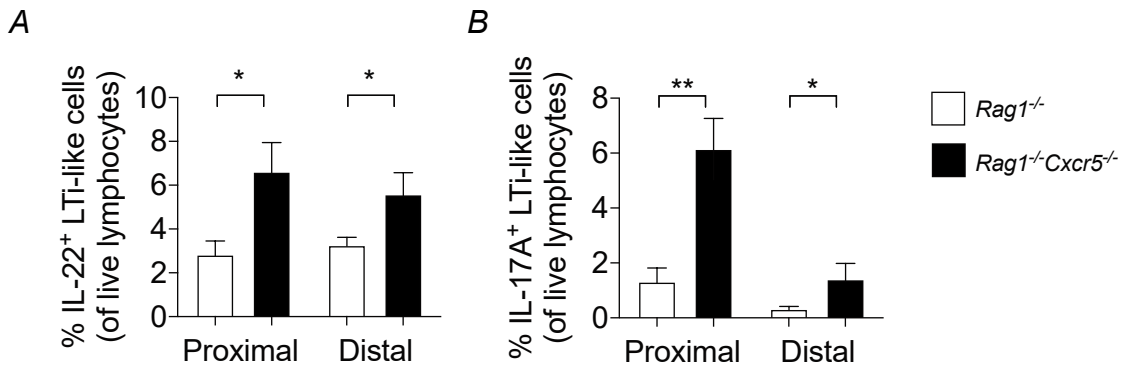 A
% IL-22+ LTi-like cells
(of live lymphocytes)
10
8
6
4
2
0
*
*
Proximal
Distal
B
% IL-17A+ LTi-like cells
(of live lymphocytes)
8
6
4
2
0
**
*
Proximal
Distal
Rag1-/-
Rag1-/-Cxcr5-/-